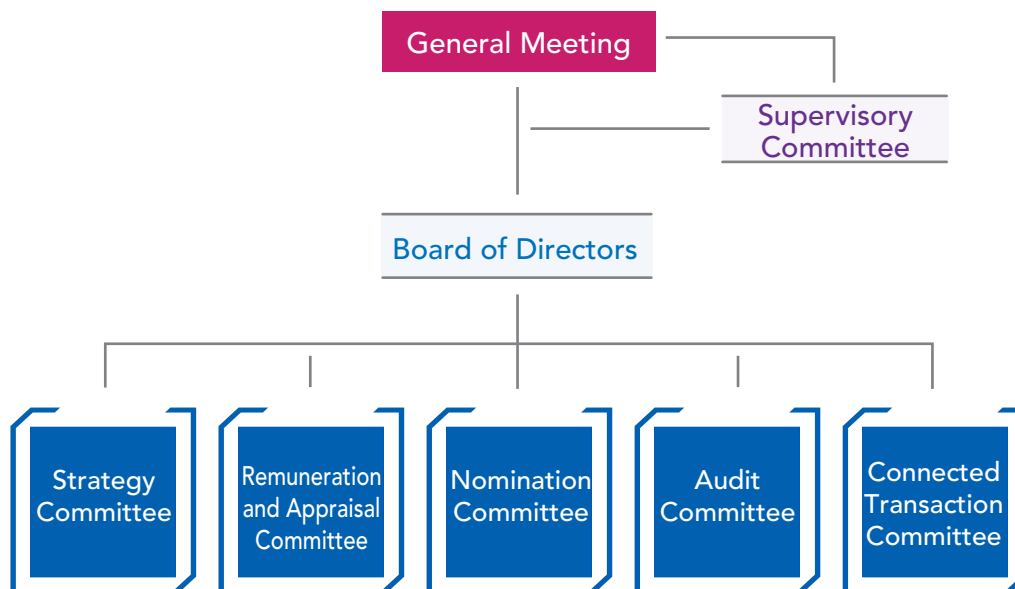 General Meeting
Supervisory
Committee
Board of Directors
Strategy
Committee
Remuneration
and Appraisal
Committee
Nomination
Committee
Audit
Committee
Connected
Transaction
Committee